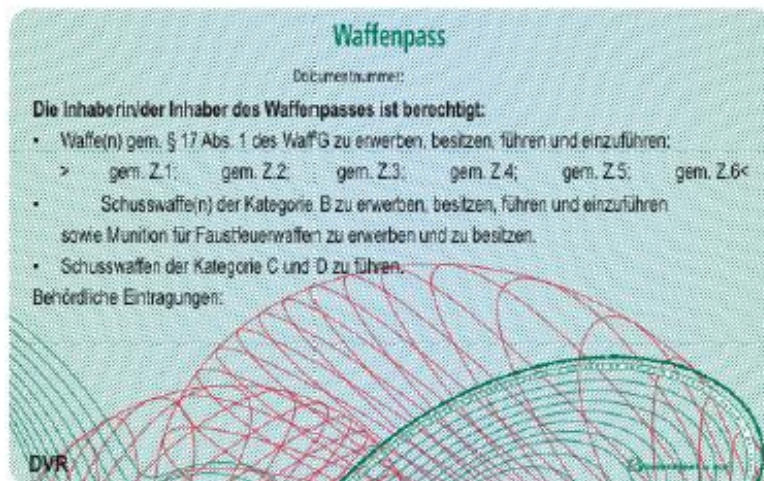 Waffenpass
Dokumentnummer:
Die Inhaberin/der Inhaber des Waffenpasses ist berechtigt:
• Waffe(n) gem. § 17 Abs. 1 des WaffG zu erwerben, besitzen, führen und einzuführen:
> gem. Z.1; gem. Z.2; gem. Z.3; gem. Z.4; gem. Z.5; gem. Z.6<
• Schusswaffe(n) der Kategorie B zu erwerben, besitzen, führen und einzuführen
sowie Munition für Faustfeuerwaffen zu erwerben und zu besitzen.
• Schusswaffen der Kategorie C und D zu führen.
Behördliche Eintragungen:
DVR